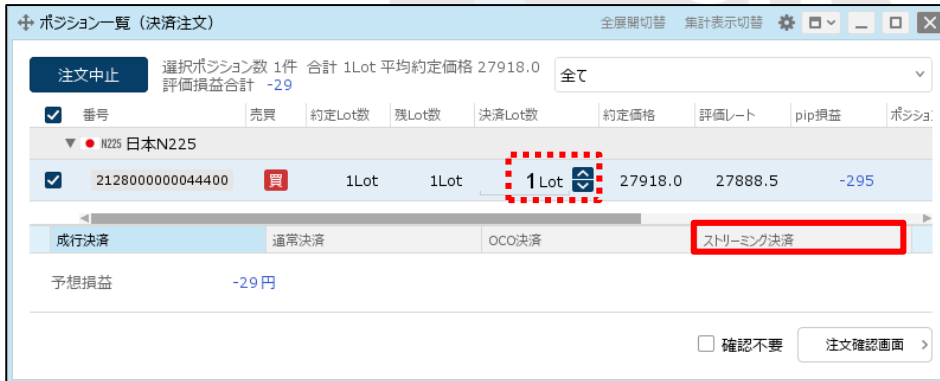 ポジション一覧（決済注文） 全展開切替 集計表示切替
注文中止 選択ポジション数 1件 合計 1Lot 平均約定価格 27918.0 全て
評価損益合計 -29
番号 売買 約定Lot数 残Lot数 決済Lot数 約定価格 評価レート pip損益 ポジショ
N225 日本N225
2128000000044400 買 1Lot 1Lot 1 Lot 27918.0 27888.5 -295
成行決済 通常決済 OCO決済 ストリーミング決済
予想損益 -29円
確認不要 注文確認画面